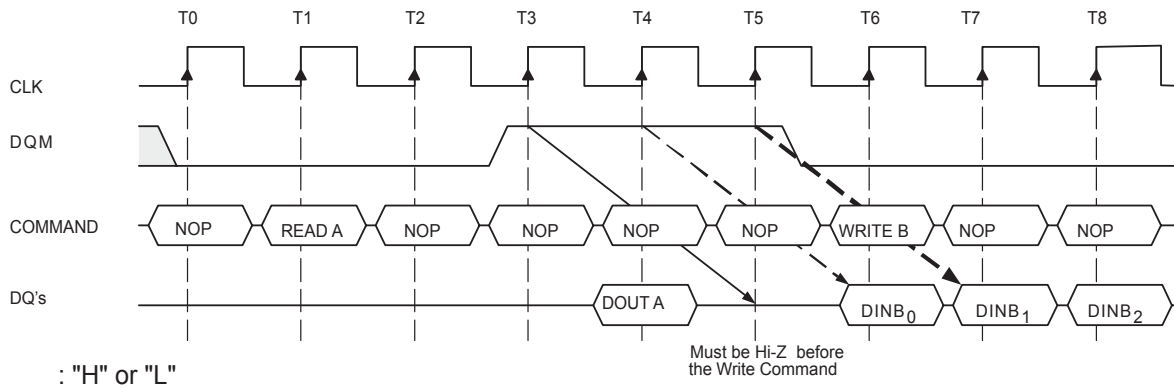 T0 T1 T2 T3 T4 T5 T6 T7 T8
CLK
DQM
COMMAND NOP READ A NOP NOP NOP NOP WRITE B NOP NOP
DQ's DOUT A DINB0 DINB1 DINB2
Must be Hi-Z before
the Write Command
: "H" or "L"